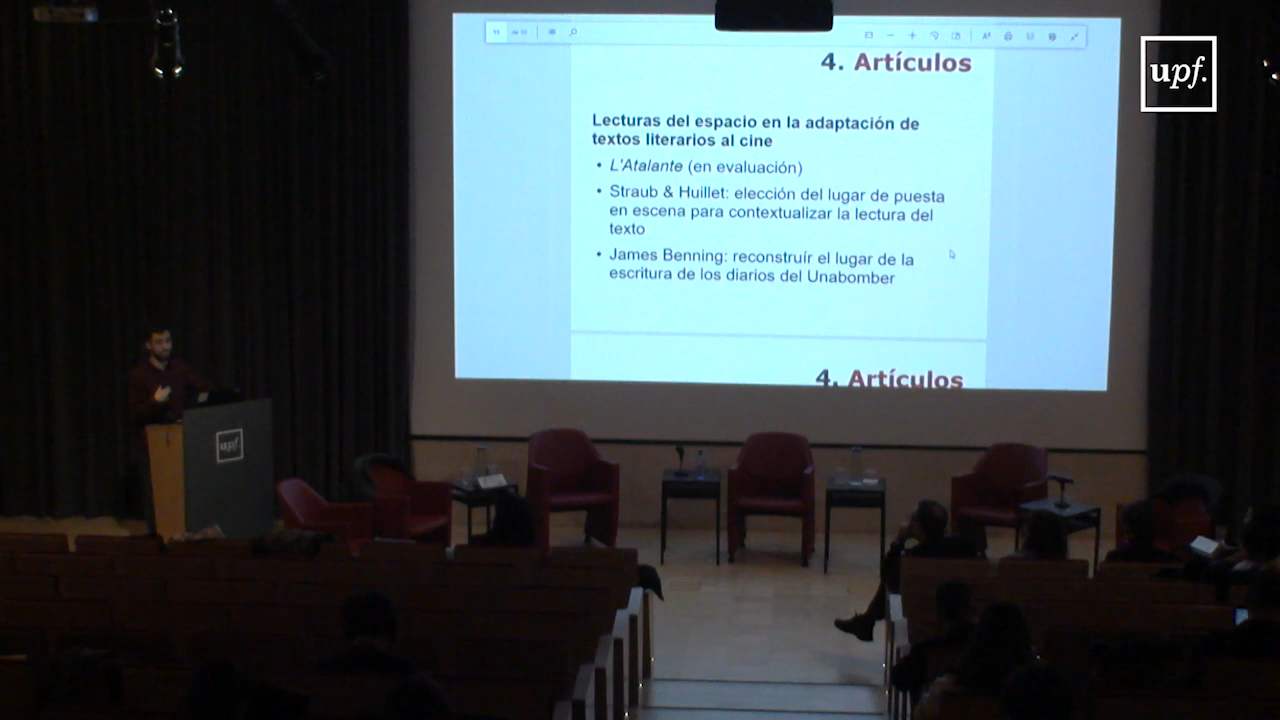 4. Artículos
upf.
Lecturas del espacio en la adaptación de
textos literarios al cine
• L'Atalante (en evaluación)
• Straub & Huillet: elección del lugar de puesta
en escena para contextualizar la lectura del
texto
• James Benning: reconstruír el lugar de la
escritura de los diarios del Unabomber
4. Artículos
upf.